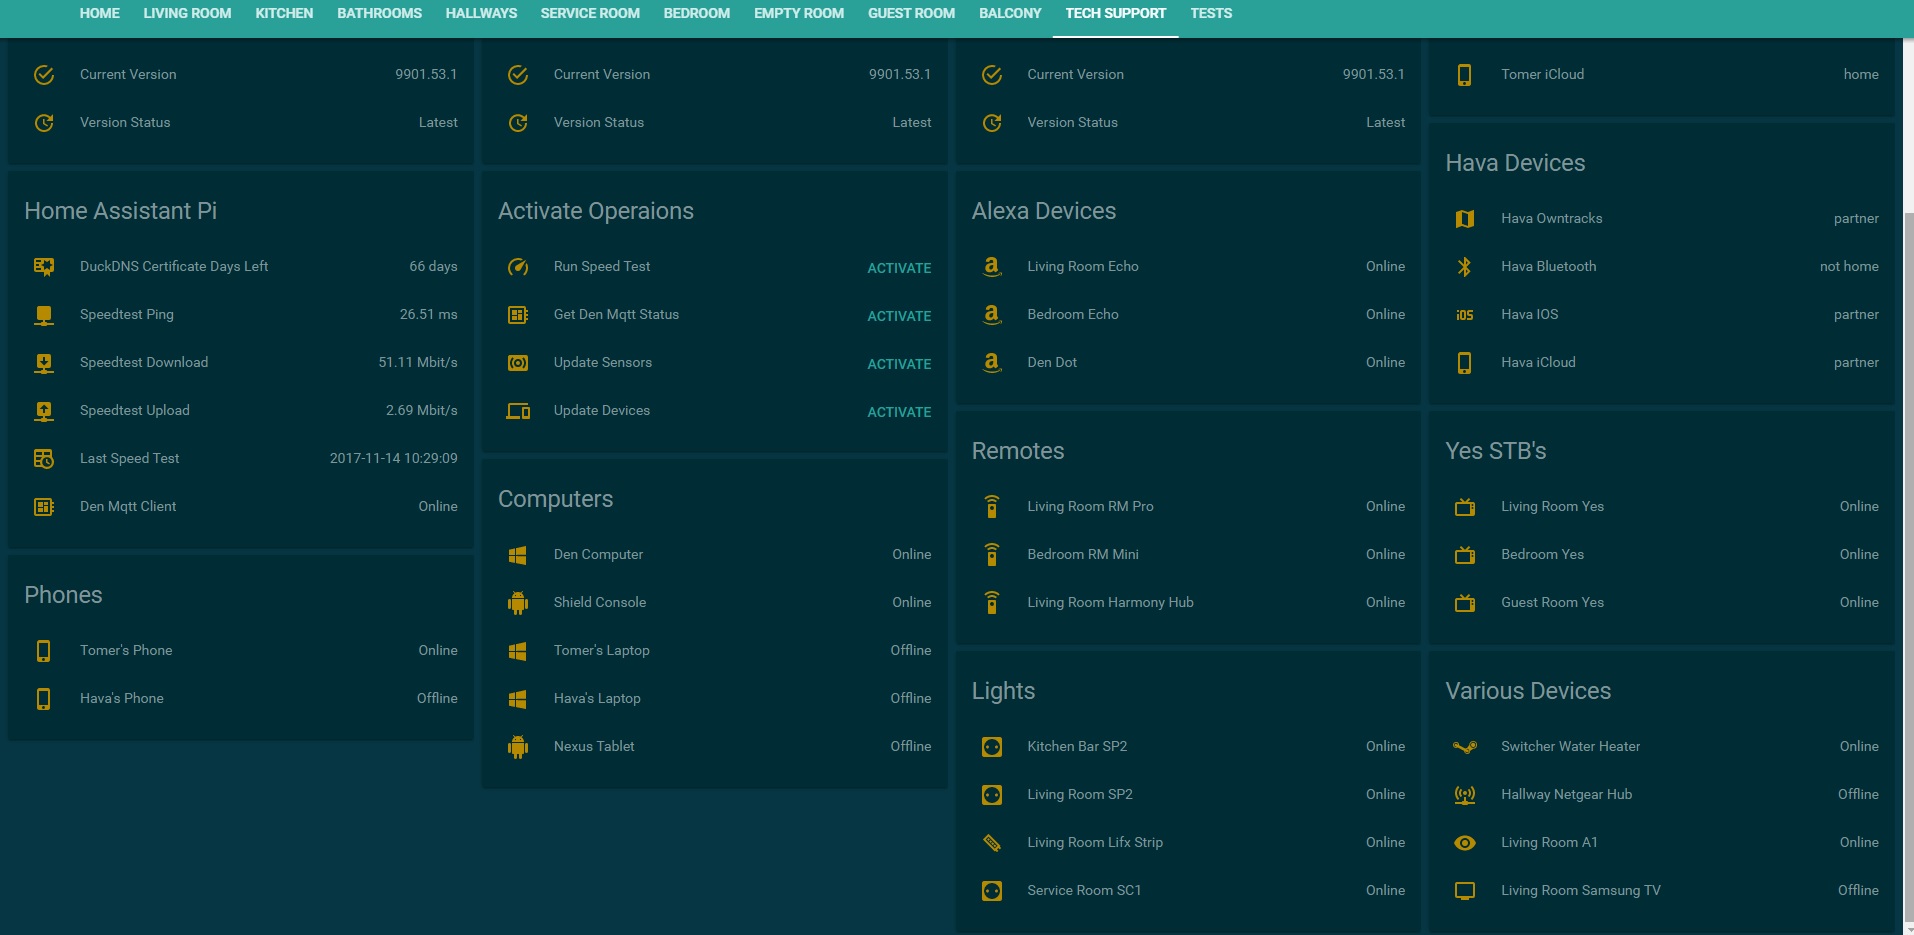 HOME LIVING ROOM KITCHEN BATHROOMS HALLWAYS SERVICE ROOM BEDROOM EMPTY ROOM GUEST ROOM BALCONY TECH SUPPORT TESTS
Current Version 9901.53.1
Version Status Latest
Home Assistant Pi
DuckDNS Certificate Days Left 66 days
Speedtest Ping 26.51 ms
Speedtest Download 51.11 Mbit/s
Speedtest Upload 2.69 Mbit/s
Last Speed Test 2017-11-14 10:29:09
Den Mqtt Client Online
Phones
Tomer's Phone Online
Hava's Phone Offline
Current Version 9901.53.1
Version Status Latest
Activate Operaions
Run Speed Test ACTIVATE
Get Den Mqtt Status ACTIVATE
Update Sensors ACTIVATE
Update Devices ACTIVATE
Computers
Den Computer Online
Shield Console Online
Tomer's Laptop Offline
Hava's Laptop Offline
Nexus Tablet Offline
Current Version 9901.53.1
Version Status Latest
Alexa Devices
a Living Room Echo Online
a Bedroom Echo Online
a Den Dot Online
Remotes
Living Room RM Pro Online
Bedroom RM Mini Online
Living Room Harmony Hub Online
Lights
Kitchen Bar SP2 Online
Living Room SP2 Online
Living Room Lifx Strip Online
Service Room SC1 Online
Tomer iCloud home
Hava Devices
Hava Owntracks partner
Hava Bluetooth not home
iOS Hava IOS partner
Hava iCloud partner
Yes STB's
Living Room Yes Online
Bedroom Yes Online
Guest Room Yes Online
Various Devices
Switcher Water Heater Online
Hallway Netgear Hub Offline
Living Room A1 Online
Living Room Samsung TV Offline